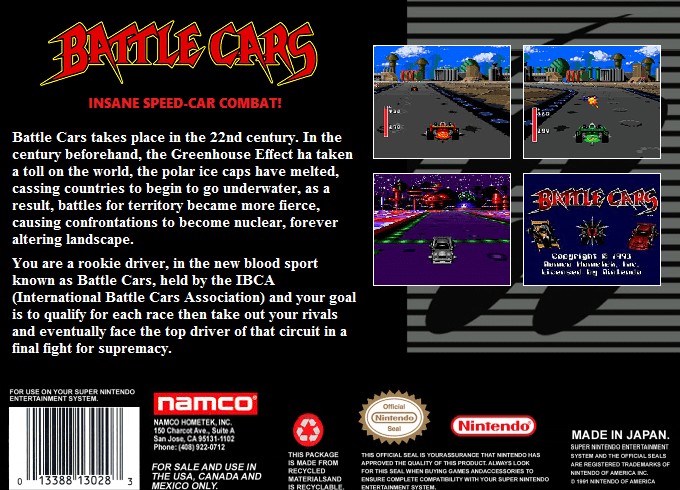 BATTLE CARS
INSANE SPEED-CAR COMBAT!
Battle Cars takes place in the 22nd century. In the
century beforehand, the Greenhouse Effect ha taken
a toll on the world, the polar ice caps have melted,
cassing countries to begin to go underwater, as a
result, battles for territory became more fierce,
causing confrontations to become nuclear, forever
altering landscape.
You are a rookie driver, in the new blood sport
known as Battle Cars, held by the IBCA
(International Battle Cars Association) and your goal
is to qualify for each race then take out your rivals
and eventually face the top driver of that circuit in a
final fight for supremacy.
BATTLE CARS
Copyright © 1993
Namco Hometek, Inc.
Licensed by Nintendo
FOR USE ON YOUR SUPER NINTENDO
ENTERTAINMENT SYSTEM.
0 13388 13028 3
namco
NAMCO HOMETEK, INC.
150 Charcot Ave., Suite A
San Jose, CA 95131-1102
Phone: (408) 922-0712
FOR SALE AND USE IN
THE USA, CANADA AND
MEXICO ONLY.
THIS PACKAGE
IS MADE FROM
RECYCLED
MATERIALSAND
IS RECYCLABLE.
Official
Nintendo
Seal
Nintendo
THIS OFFICIAL SEAL IS YOURASSURANCE THAT NINTENDO HAS
APPROVED THE QUALITY OF THIS PRODUCT. ALWAYS LOOK
FOR THIS SEAL WHEN BUYING GAMES ANDACCESSORIES TO
ENSURE COMPLETE COMPATIBILITY WITH YOUR SUPER NINTENDO
ENTERTAINMENT SYSTEM.
MADE IN JAPAN.
SUPER NINTENDO ENTERTAINMENT
SYSTEM AND THE OFFICIAL SEALS
ARE REGISTERED TRADEMARKS OF
NINTENDO OF AMERICA INC.
© 1991 NINTENDO OF AMERICA